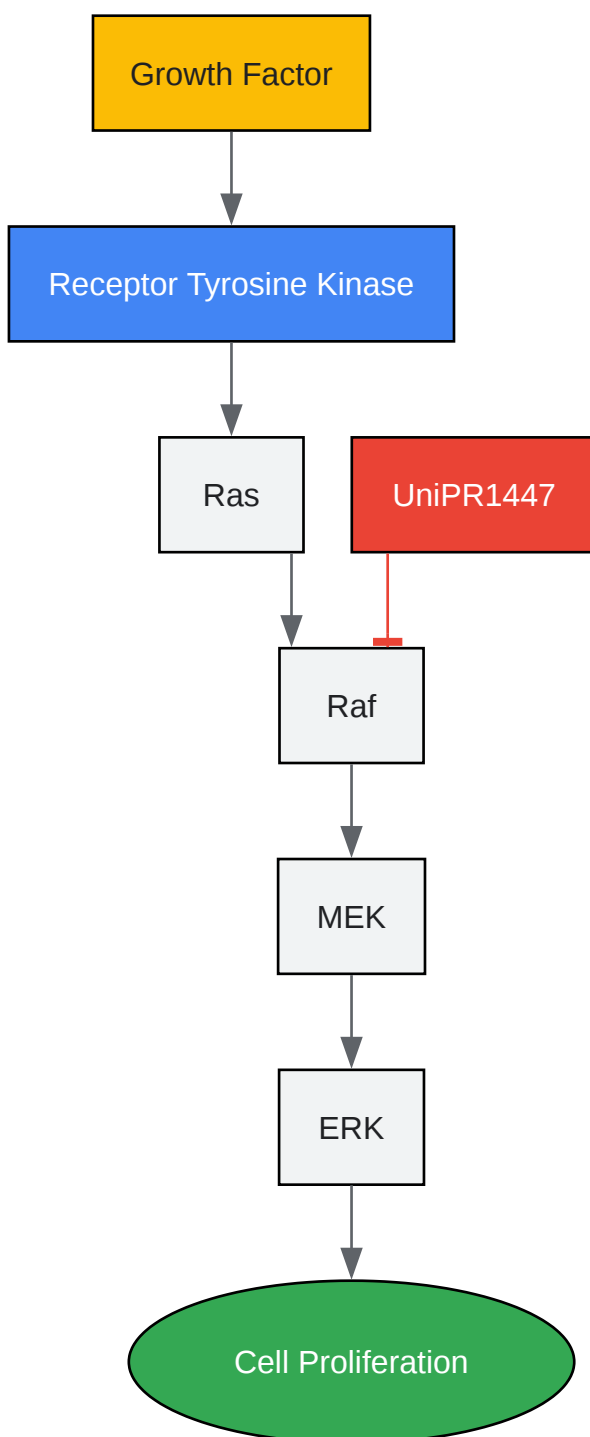 Growth Factor
Receptor Tyrosine Kinase
Ras
UniPR1447
Raf
MEK
ERK
Cell Proliferation